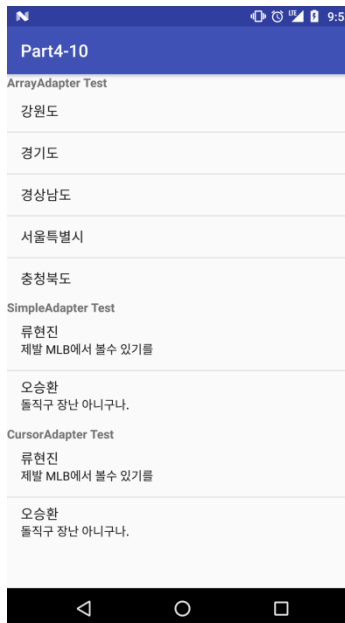 LTE 9:5
Part4-10
ArrayAdapter Test
강원도
경기도
경상남도
서울특별시
충청북도
SimpleAdapter Test
류현진
제발 MLB에서 볼수 있기를
오승환
돌직구 장난 아니구나.
CursorAdapter Test
류현진
제발 MLB에서 볼수 있기를
오승환
돌직구 장난 아니구나.